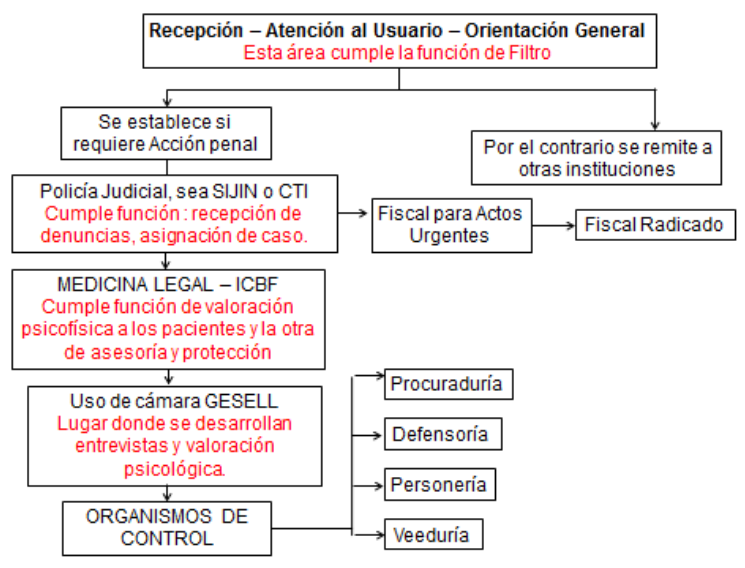 Recepción – Atención al Usuario – Orientación General
Esta área cumple la función de Filtro
Se establece si
requiere Acción penal
Por el contrario se remite a
otras instituciones
Policía Judicial, sea SIJIN o CTI
Cumple función : recepción de
denuncias, asignación de caso.
Fiscal para Actos
Urgentes
Fiscal Radicado
MEDICINA LEGAL – ICBF
Cumple función de valoración
psicofísica a los pacientes y la otra
de asesoría y protección
Uso de cámara GESELL
Lugar donde se desarrollan
entrevistas y valoración
psicológica.
Procuraduría
Defensoría
Personería
Veeduría
ORGANISMOS DE
CONTROL